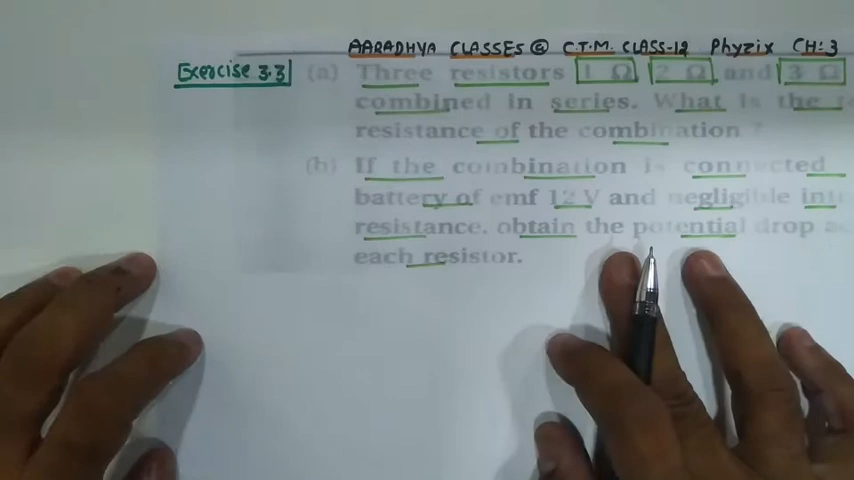 AARADHYA CLASSES @ C.T.M. CLASS-12 Phyzix CH:3
Exercise 3.3 (a) Three resistors 1 Ω 2 Ω and 3 Ω
combined in series. What is the
resistance of the combination ?
(b) If the combination is connected
battery of emf 12 V and negligible
resistance. obtain the potential drop
each resistor.